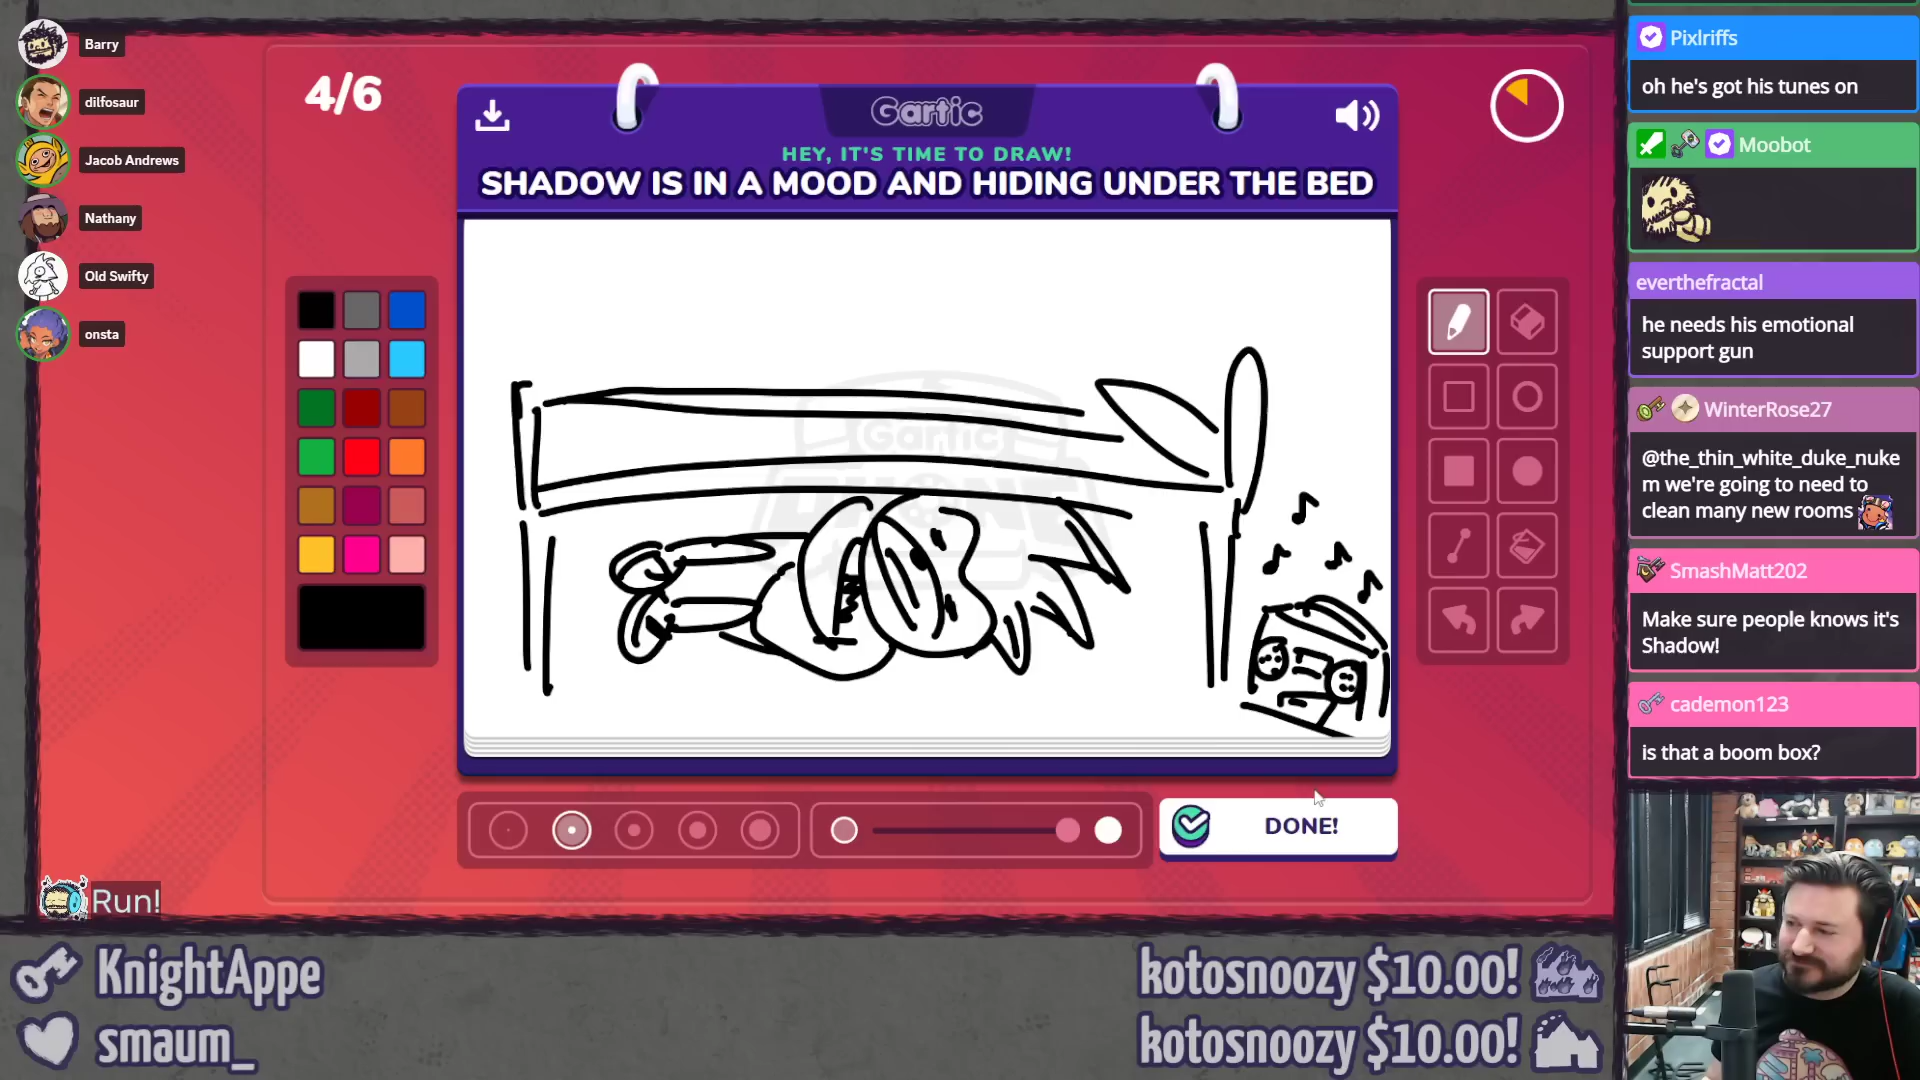 Barry
dilfosaur
Jacob Andrews
Nathany
Old Swifty
onsta
4/6
Gartic
HEY, IT'S TIME TO DRAW!
SHADOW IS IN A MOOD AND HIDING UNDER THE BED
Gartic
PHONE
DONE!
Run!
KnightAppe
smaum_
kotosnoozy $10.00!
kotosnoozy $10.00!
Pixlriffs
oh he's got his tunes on
Moobot
everthefractal
he needs his emotional
support gun
WinterRose27
@the_thin_white_duke_nuke
m we're going to need to
clean many new rooms
SmashMatt202
Make sure people knows it's
Shadow!
cademon123
is that a boom box?